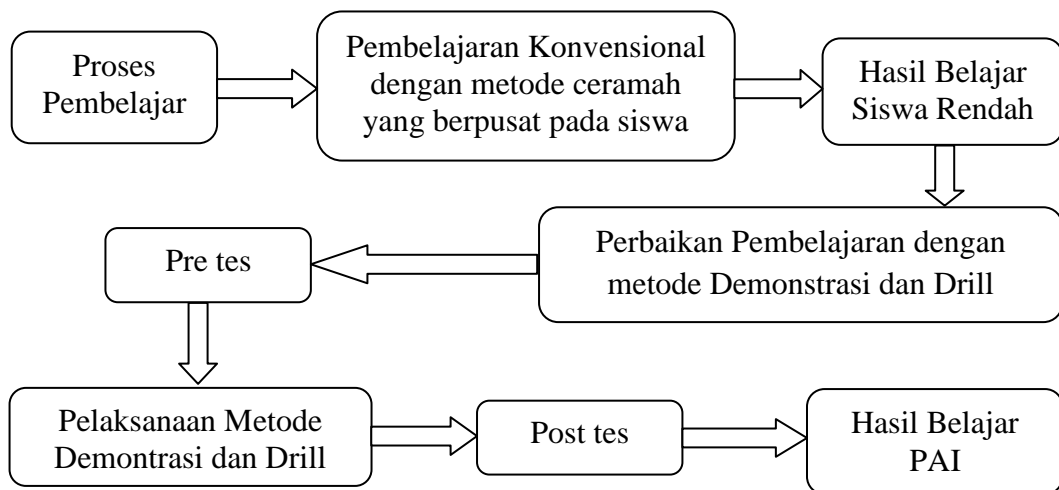 Proses
Pembelajar
Pembelajaran Konvensional
dengan metode ceramah
yang berpusat pada siswa
Hasil Belajar
Siswa Rendah
Perbaikan Pembelajaran dengan
metode Demonstrasi dan Drill
Pre tes
Pelaksanaan Metode
Demontrasi dan Drill
Post tes
Hasil Belajar
PAI